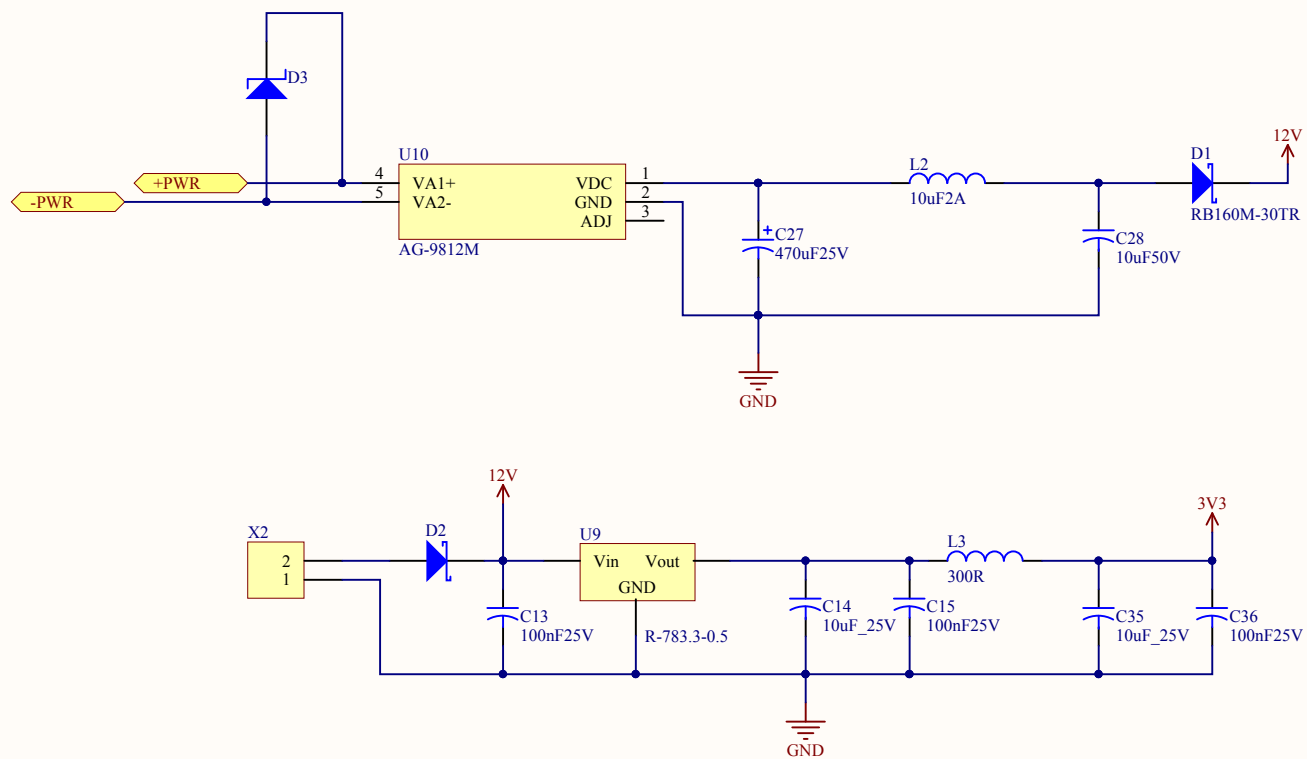 D3
U10
+PWR
-PWR
4
5
VA1+
VA2-
VDC
GND
ADJ
1
2
3
AG-9812M
L2
10uF2A
12V
D1
RB160M-30TR
+
C27
470uF25V
C28
10uF50V
GND
12V
X2
2
1
D2
U9
Vin
Vout
GND
R-783.3-0.5
C13
100nF25V
C14
10uF_25V
C15
100nF25V
L3
300R
3V3
C35
10uF_25V
C36
100nF25V
GND